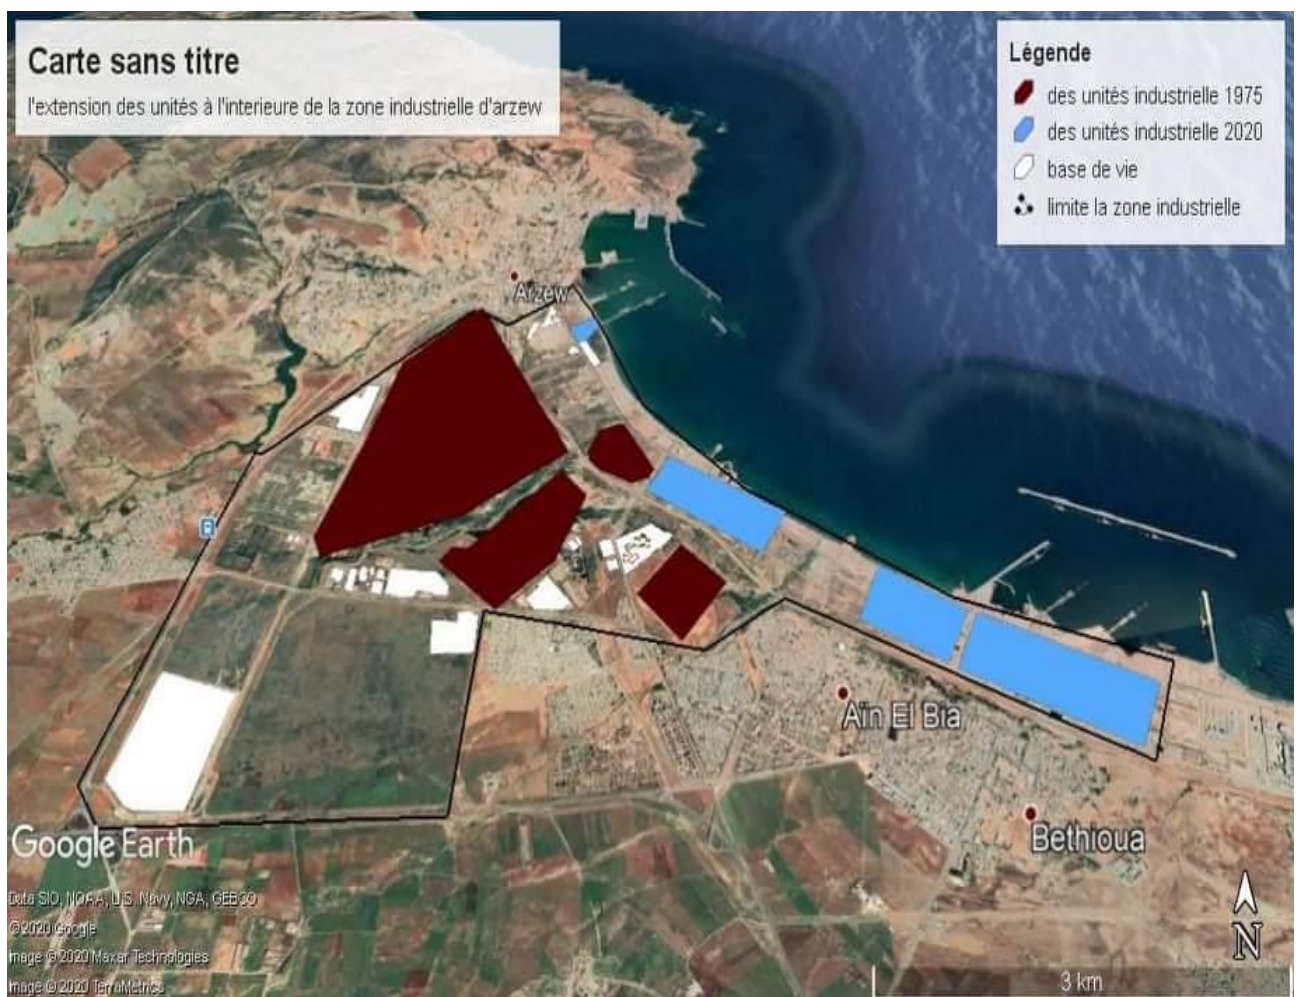 Carte sans titre
l'extension des unités à l'interieure de la zone industrielle d'arzew
Légende
des unités industrielle 1975
des unités industrielle 2020
base de vie
limite la zone industrielle
Arzew
Aïn El Bia
Bethioua
Google Earth
Data SIO, NOAA, U.S. Navy, NGA, GEBCO
©2020 Google
Image © 2020 Maxar Technologies
Image © 2020 TerraMetrics
N
3 km